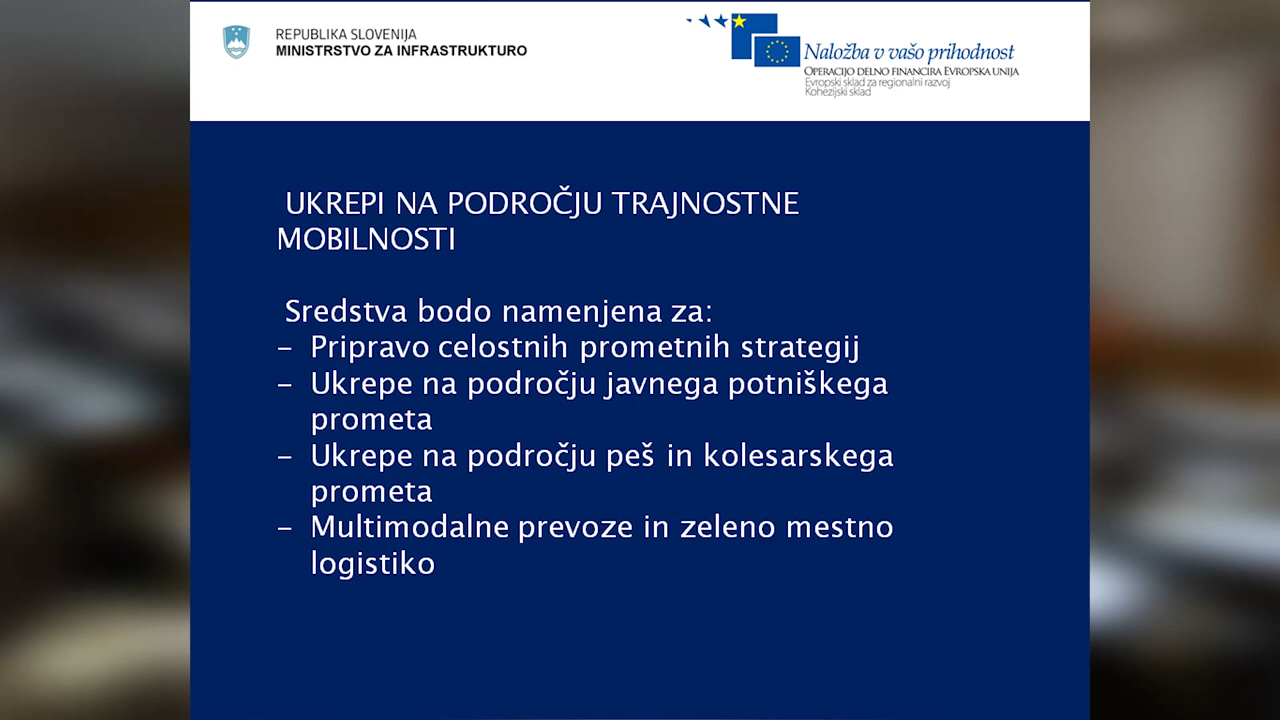 REPUBLIKA SLOVENIJA
MINISTRSTVO ZA INFRASTRUKTURO
Naložba v vašo prihodnost
OPERACIJO DELNO FINANCIRA EVROPSKA UNIJA
Evropski sklad za regionalni razvoj
Kohezijski sklad
UKREPI NA PODROČJU TRAJNOSTNE
MOBILNOSTI
Sredstva bodo namenjena za:
– Pripravo celostnih prometnih strategij
– Ukrepe na področju javnega potniškega
prometa
– Ukrepe na področju peš in kolesarskega
prometa
– Multimodalne prevoze in zeleno mestno
logistiko